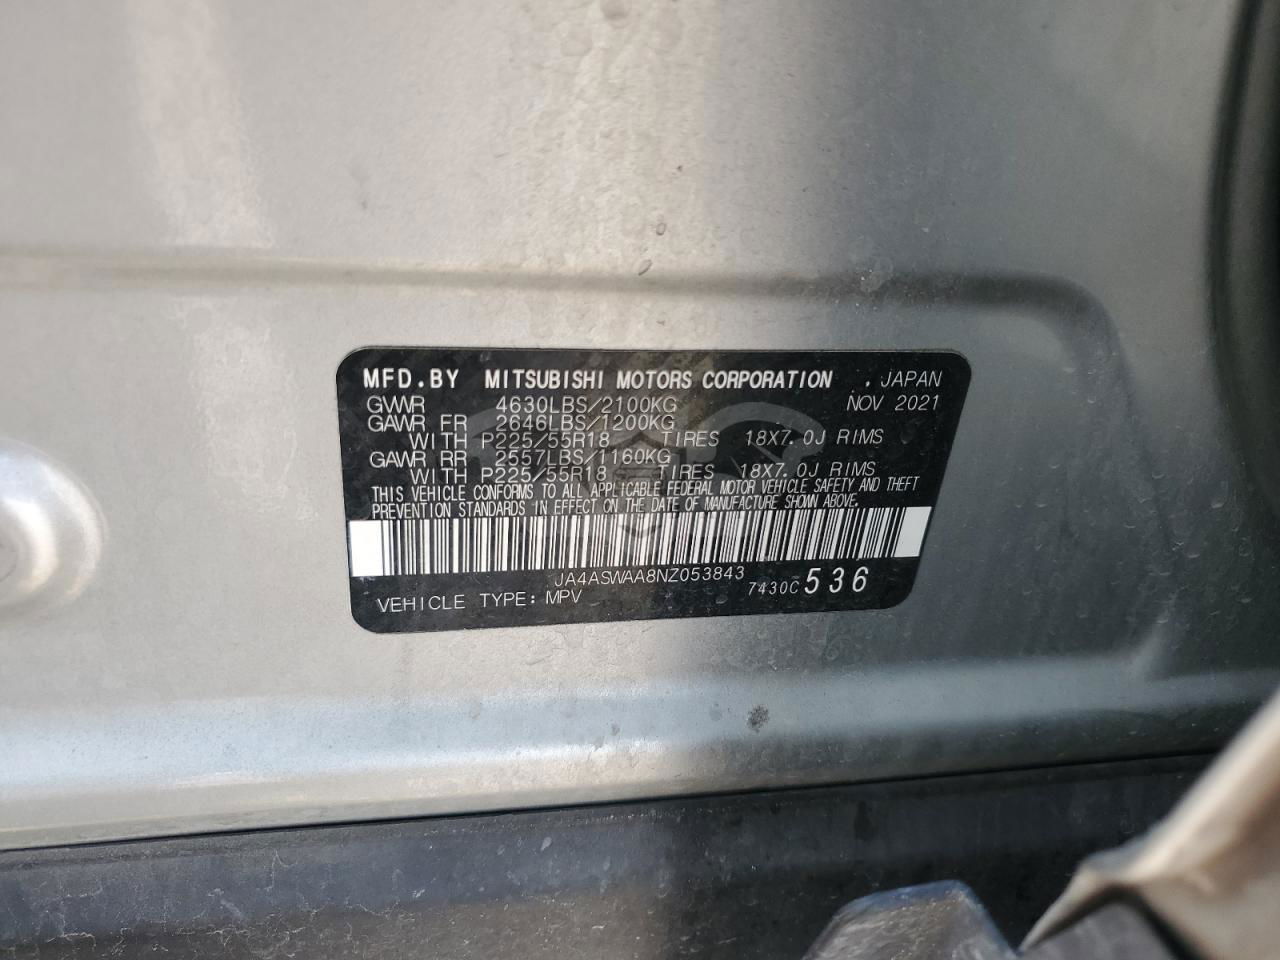 MFD.BY MITSUBISHI MOTORS CORPORATION . JAPAN
GVWR 4630LBS/2100KG NOV 2021
GAWR FR 2646LBS/1200KG
WITH P225/55R18 TIRES 18X7.0J RIMS
GAWR RR 2557LBS/1160KG
WITH P225/55R18 TIRES 18X7.0J RIMS
THIS VEHICLE CONFORMS TO ALL APPLICABLE FEDERAL MOTOR VEHICLE SAFETY AND THEFT
PREVENTION STANDARDS IN EFFECT ON THE DATE OF MANUFACTURE SHOWN ABOVE.
JA4ASWAA8NZ053843
VEHICLE TYPE: MPV 7430C 536